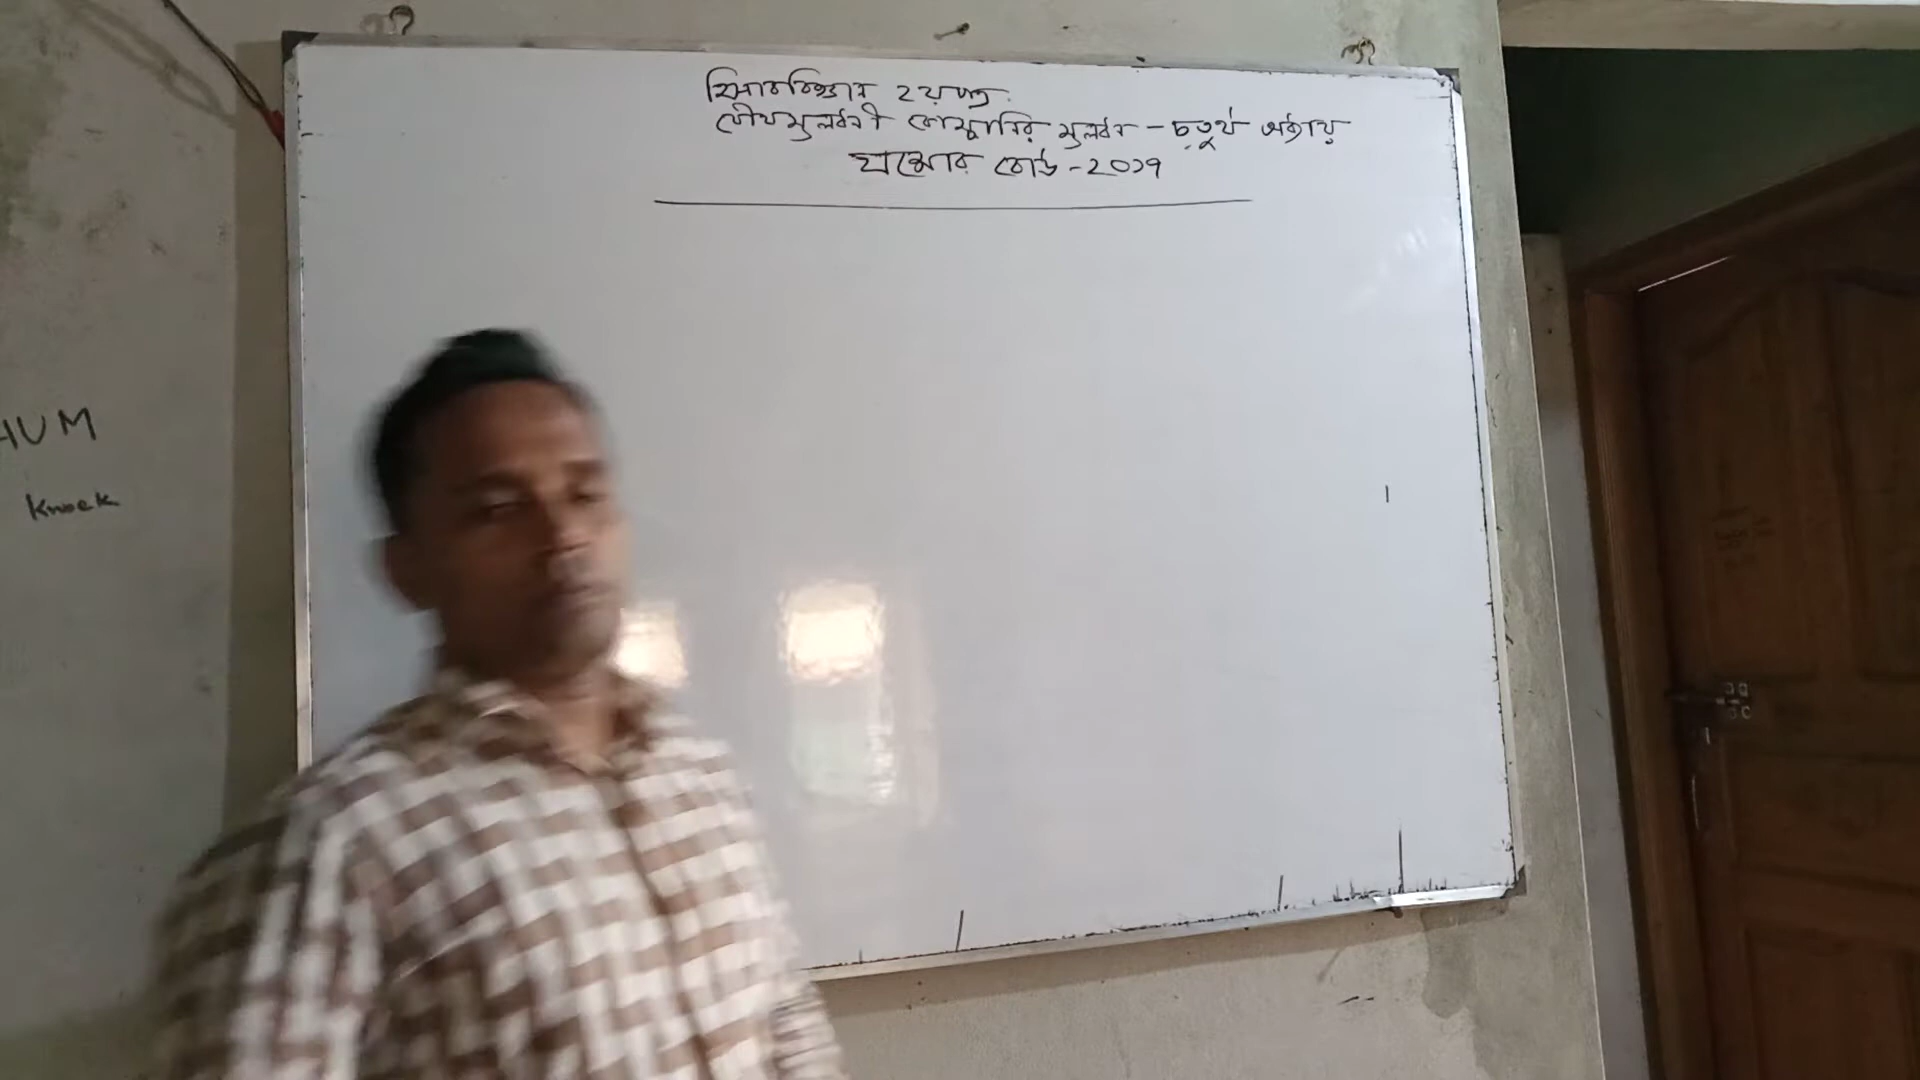 হিসাববিজ্ঞান ২য় পত্র
যৌথমূলধনী কোম্পানির মূলধন - চতুর্থ অধ্যায়
যশোর বোর্ড - ২০১৭
HUM
Knock